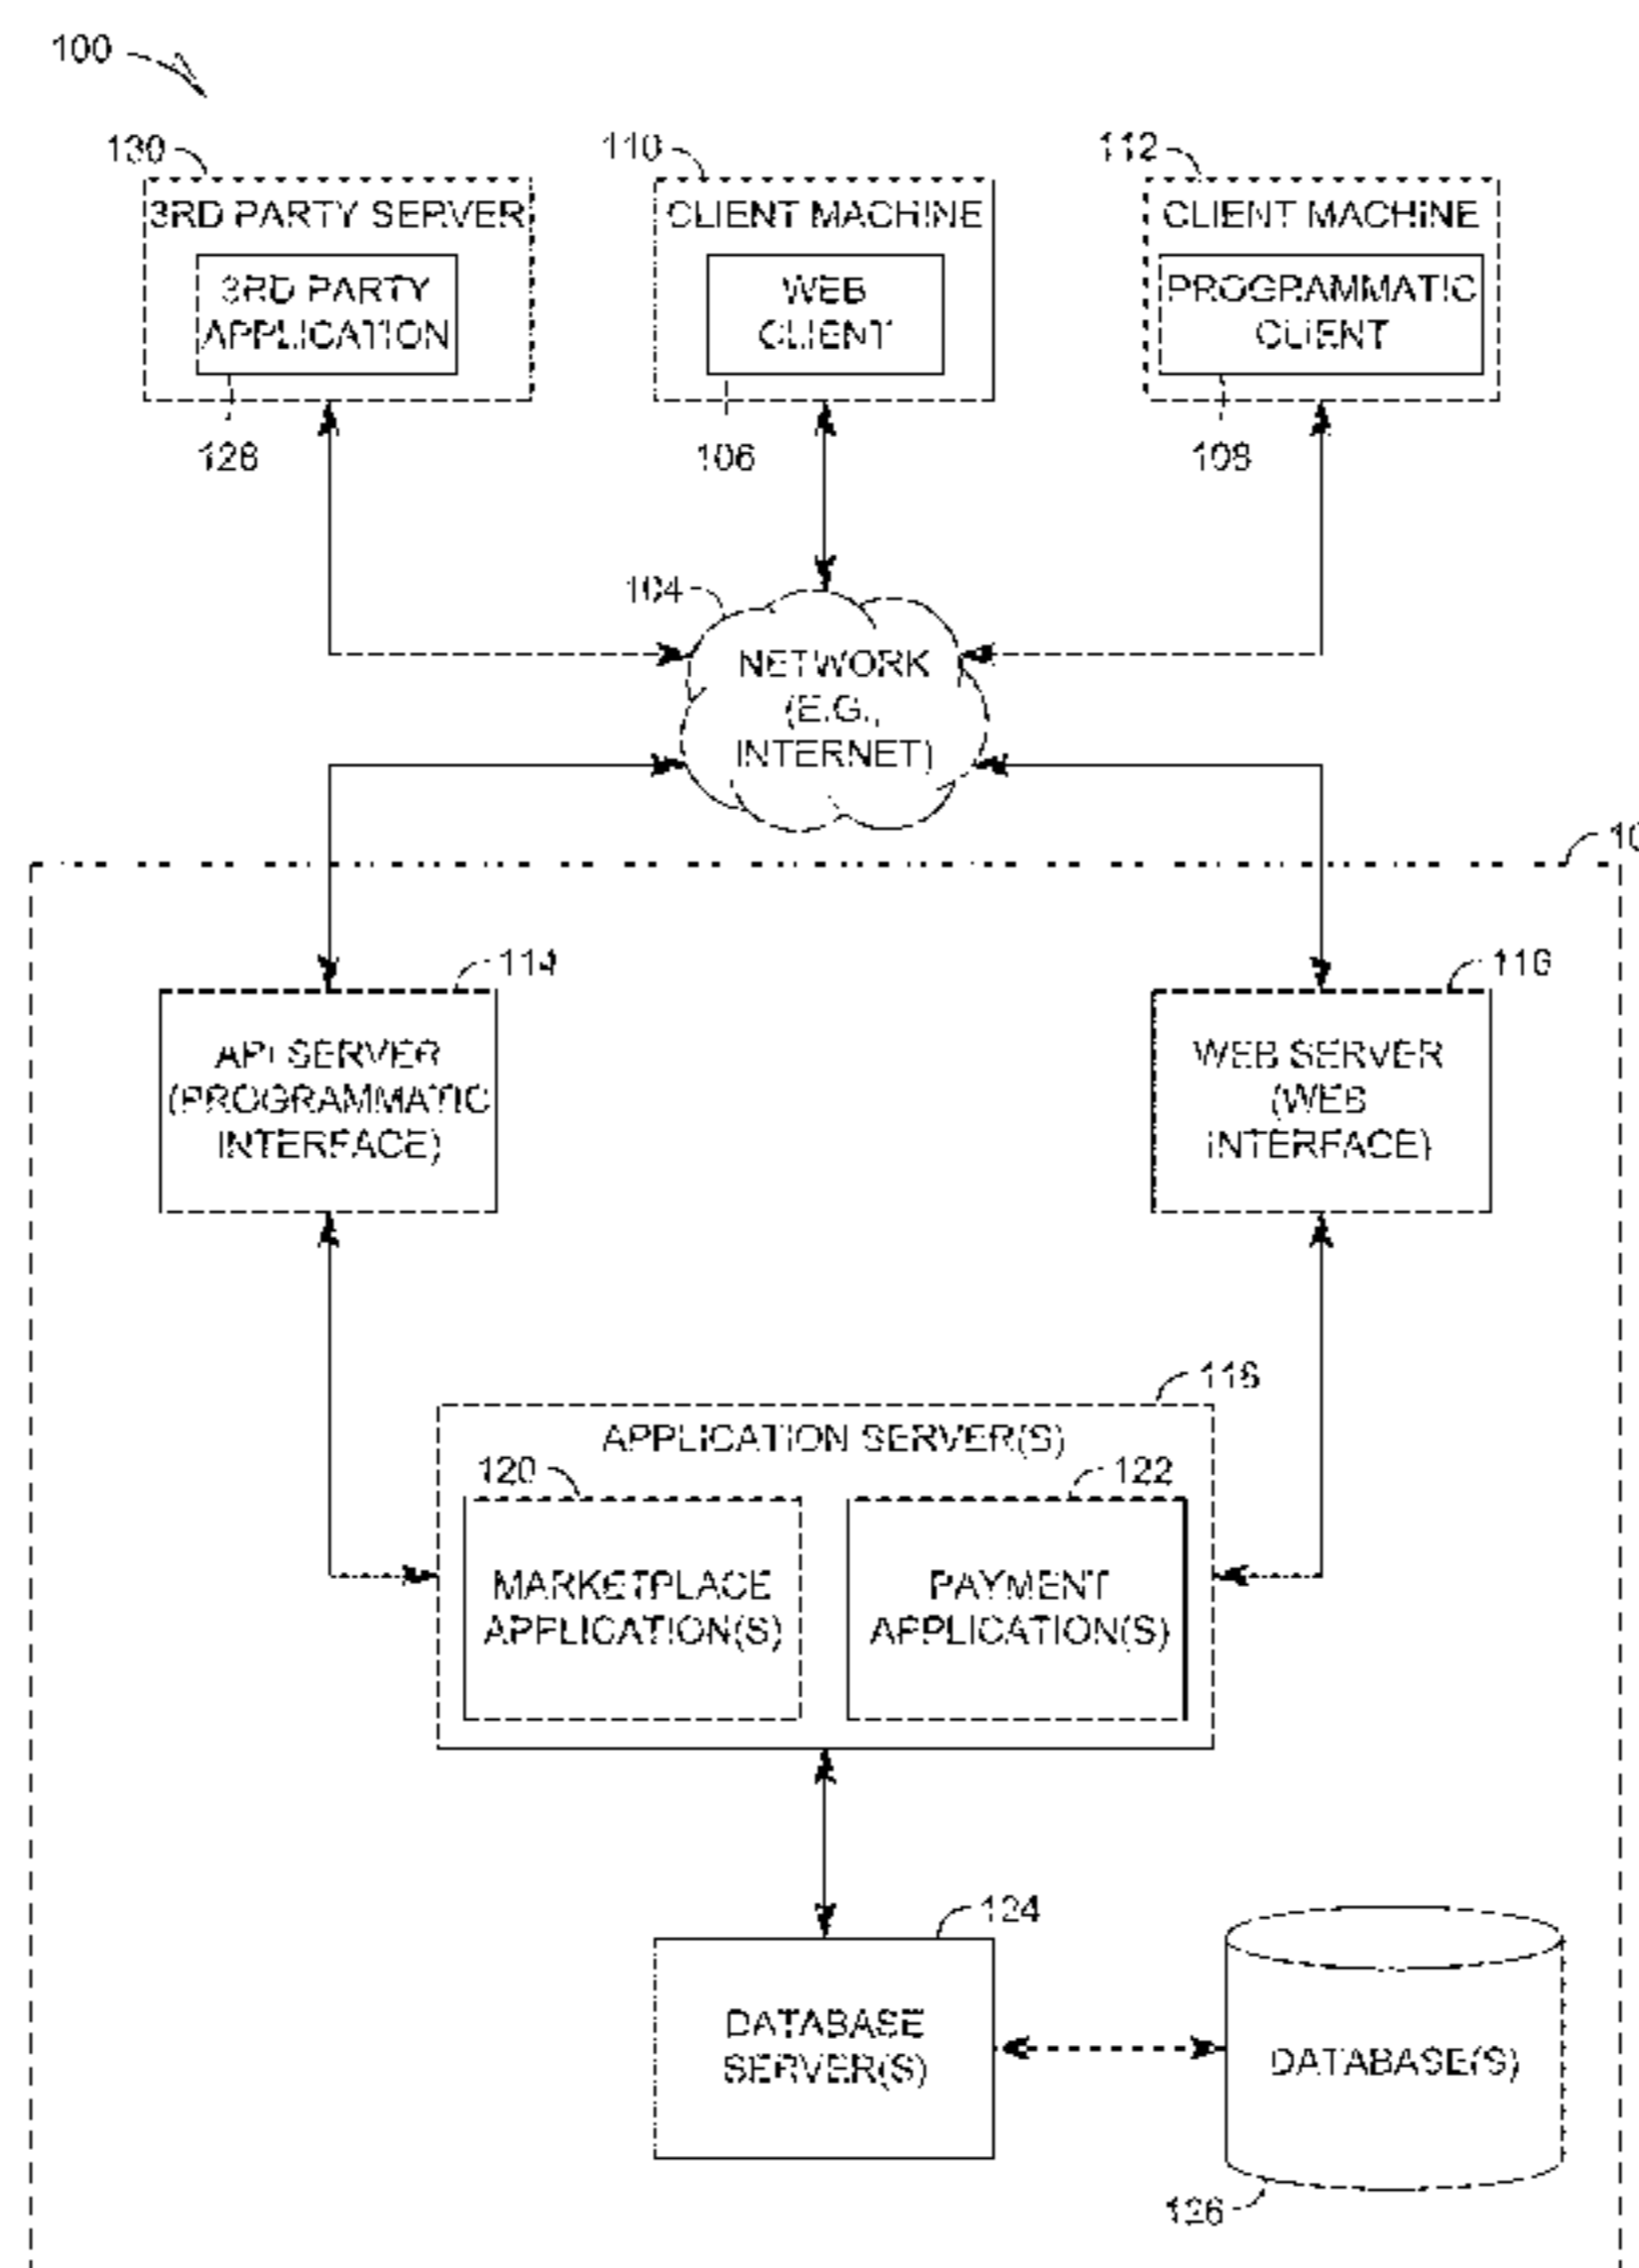 100
130
110
112
3RD PARTY SERVER
CLIENT MACHINE
CLIENT MACHINE
3RD PARTY
APPLICATION
WEB
CLIENT
PROGRAMMATIC
CLIENT
128
106
108
104
NETWORK
(E.G.,
INTERNET)
10
114
116
API SERVER
(PROGRAMMATIC
INTERFACE)
WEB SERVER
(WEB
INTERFACE)
118
APPLICATION SERVER(S)
120
122
MARKETPLACE
APPLICATION(S)
PAYMENT
APPLICATION(S)
124
DATABASE
SERVER(S)
DATABASE(S)
126